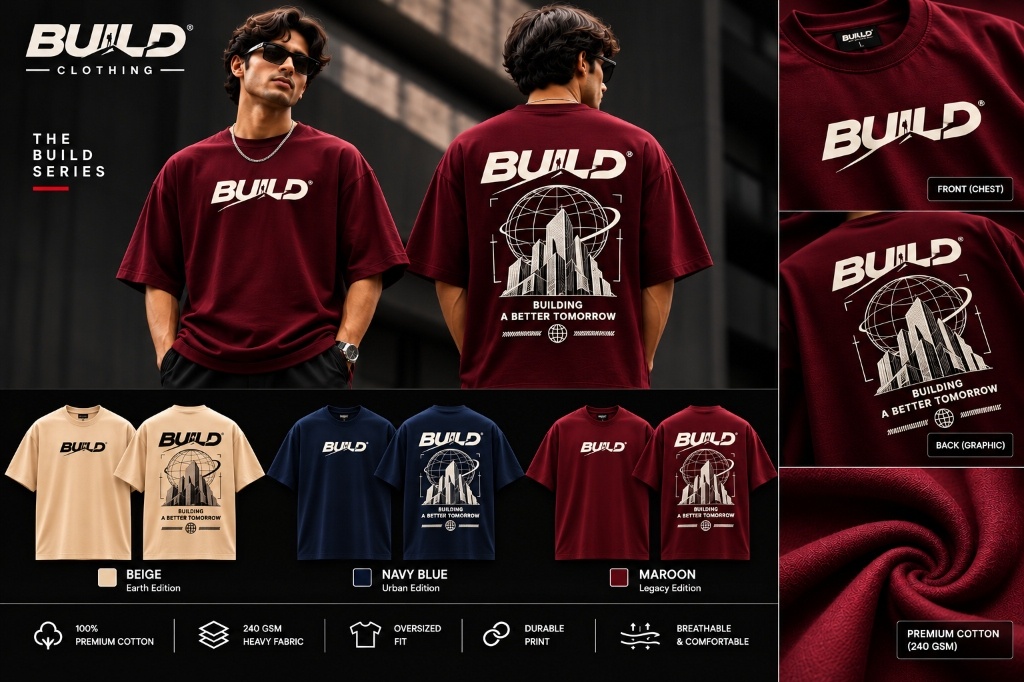 BUILD®
CLOTHING
THE
BUILD
SERIES
BUILD®
BUILD®
BUILDING
A BETTER TOMORROW
BUILD
L
BUILD®
FRONT (CHEST)
BUILD®
BUILDING
A BETTER TOMORROW
BACK (GRAPHIC)
BUILD®
BUILD®
BUILDING
A BETTER TOMORROW
BUILD®
BUILD®
BUILDING
A BETTER TOMORROW
BUILD®
BUILD®
BUILDING
A BETTER TOMORROW
BEIGE
Earth Edition
NAVY BLUE
Urban Edition
MAROON
Legacy Edition
100%
PREMIUM COTTON
240 GSM
HEAVY FABRIC
OVERSIZED
FIT
DURABLE
PRINT
BREATHABLE
& COMFORTABLE
PREMIUM COTTON
(240 GSM)